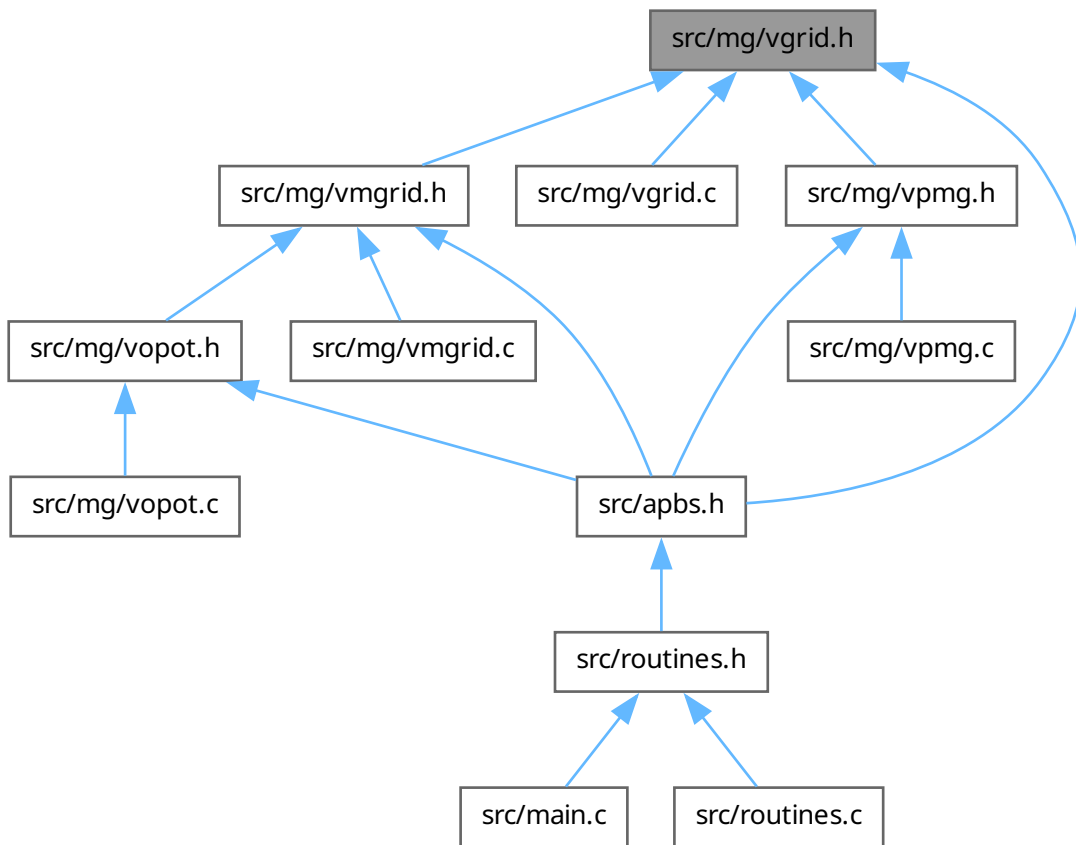 src/mg/vgrid.h
src/mg/vmgrid.h
src/mg/vgrid.c
src/mg/vpmg.h
src/mg/vopot.h
src/mg/vmgrid.c
src/mg/vpmg.c
src/mg/vopot.c
src/apbs.h
src/routines.h
src/main.c
src/routines.c